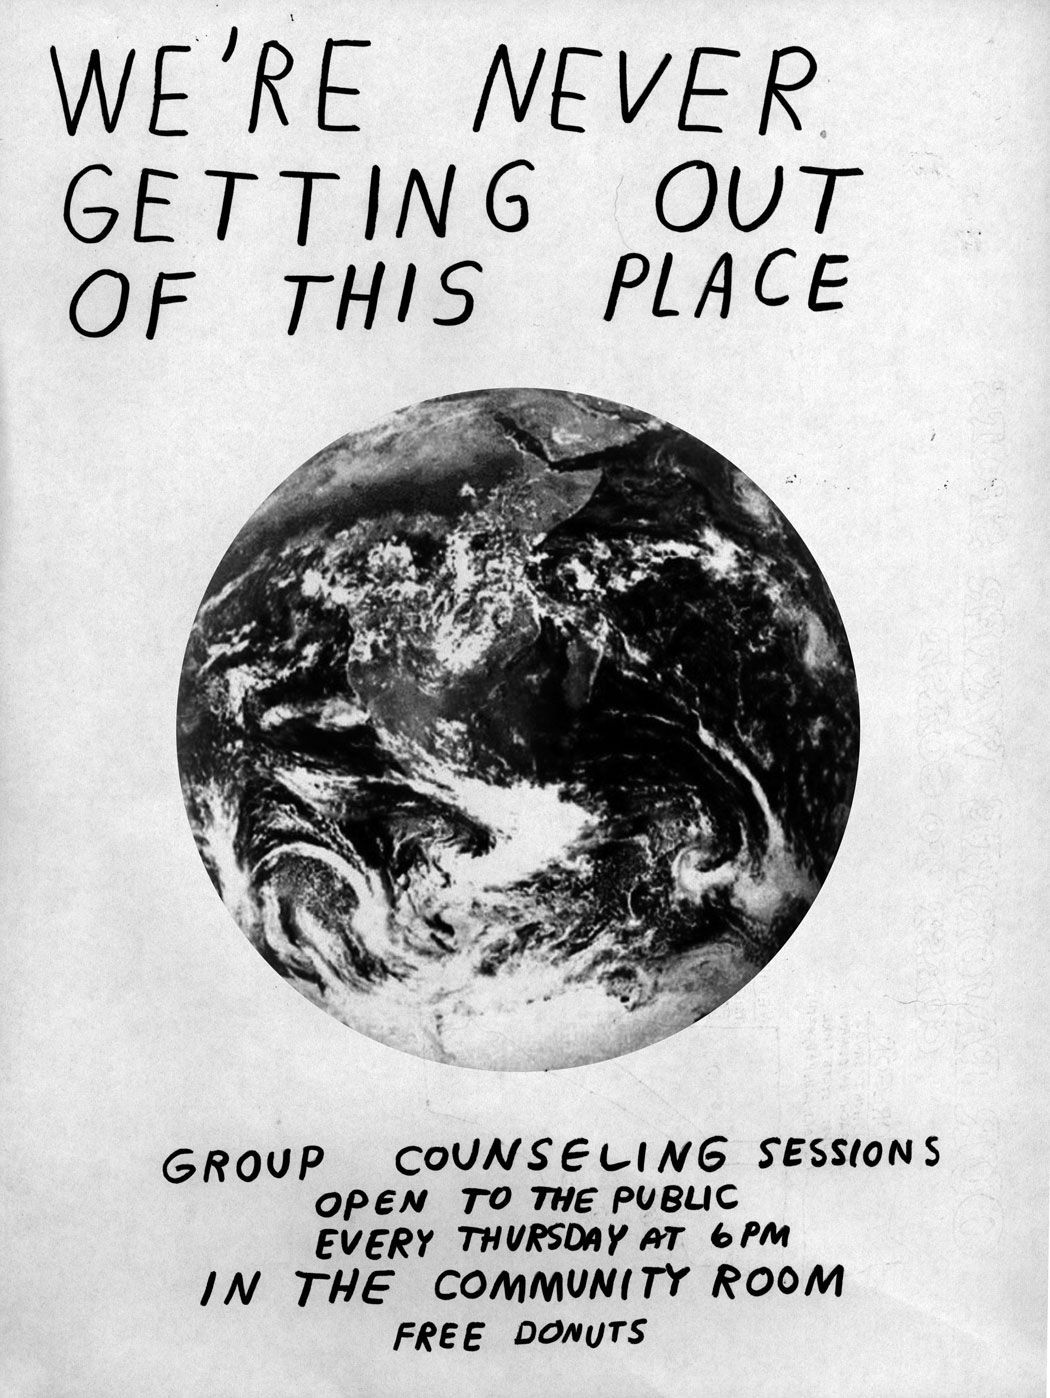 WE'RE NEVER
GETTING OUT
OF THIS PLACE
GROUP COUNSELING SESSIONS
OPEN TO THE PUBLIC
EVERY THURSDAY AT 6PM
IN THE COMMUNITY ROOM
FREE DONUTS